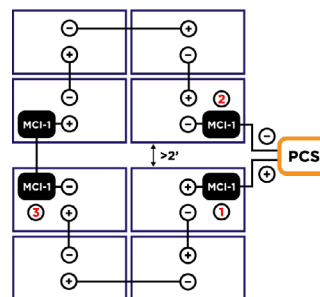 − +
+ −
− + ②
MCI-1 + − MCI-1
−
>2'
PCS
+
MCI-1 − + MCI-1
③ + − ①
− +
+ −